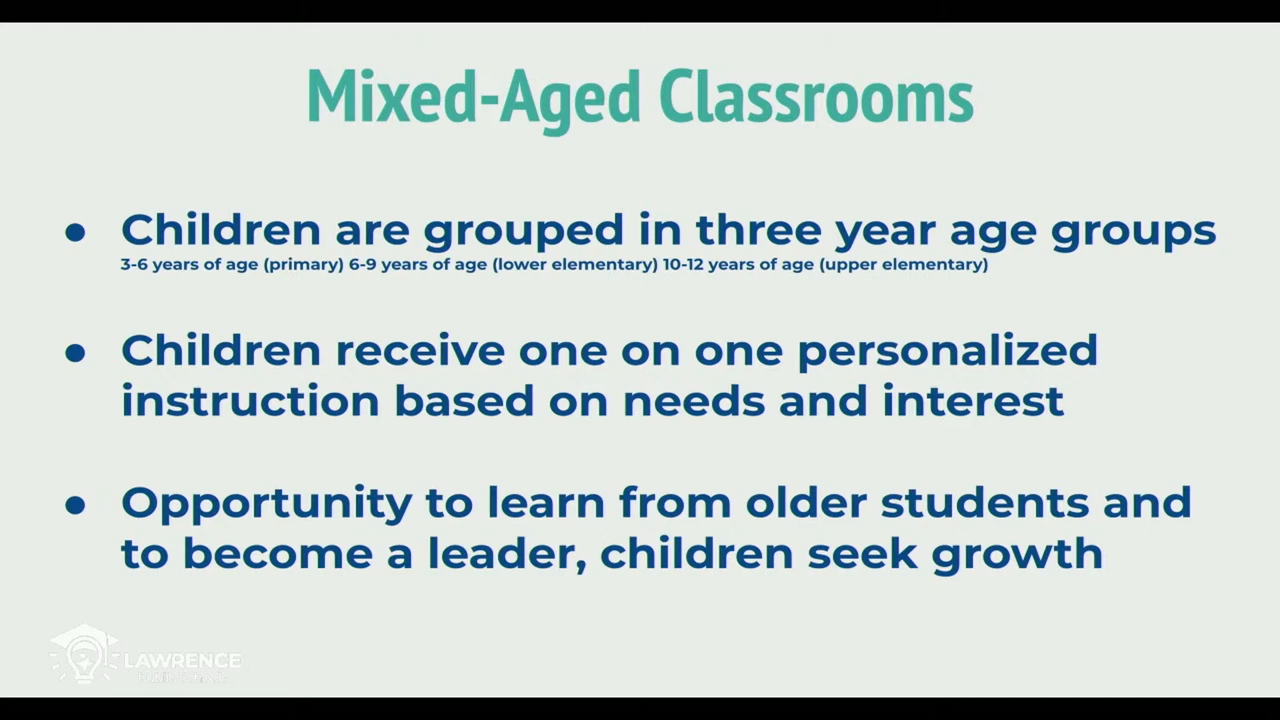 Mixed-Aged Classrooms
● Children are grouped in three year age groups
3-6 years of age (primary) 6-9 years of age (lower elementary) 10-12 years of age (upper elementary)
● Children receive one on one personalized
instruction based on needs and interest
● Opportunity to learn from older students and
to become a leader, children seek growth
LAWRENCE